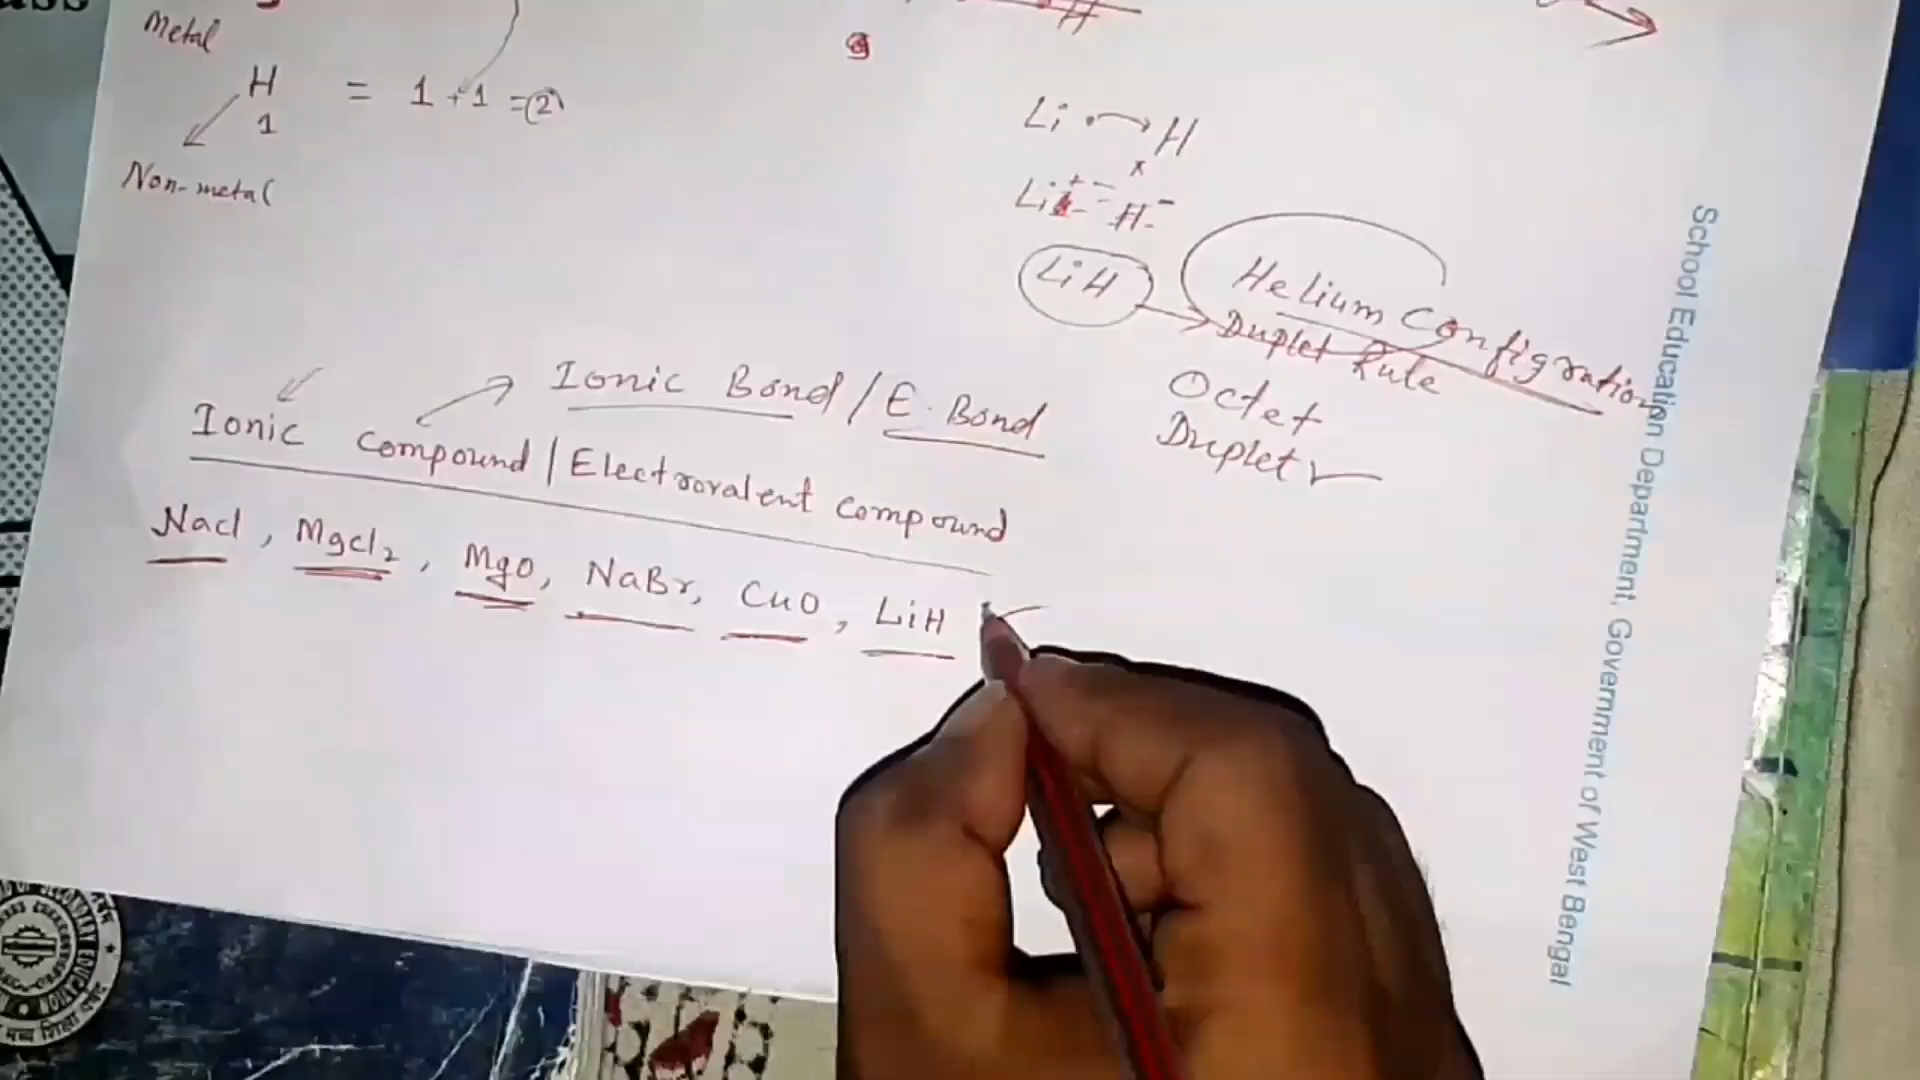 Metal
H = 1 + 1 = 2
1
Non-metal
Li H
x
Li + H -
LiH
Helium Configration
Duplet Rule
Octet
Duplet
Ionic Bond / E. Bond
Ionic Compound / Electrovalent Compound
Nacl, Mgcl2, MgO, NaBr, CuO, LiH
School Education Department, Government of West Bengal